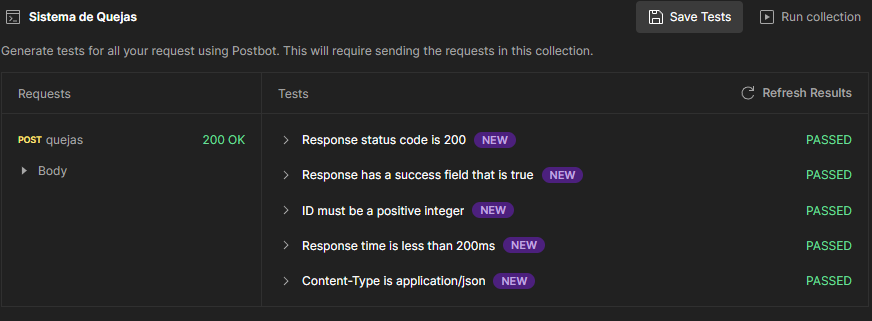 Sistema de Quejas
Save Tests
Run collection
Generate tests for all your request using Postbot. This will require sending the requests in this collection.
Requests
Tests
Refresh Results
POST quejas 200 OK
Body
Response status code is 200 NEW PASSED
Response has a success field that is true NEW PASSED
ID must be a positive integer NEW PASSED
Response time is less than 200ms NEW PASSED
Content-Type is application/json NEW PASSED